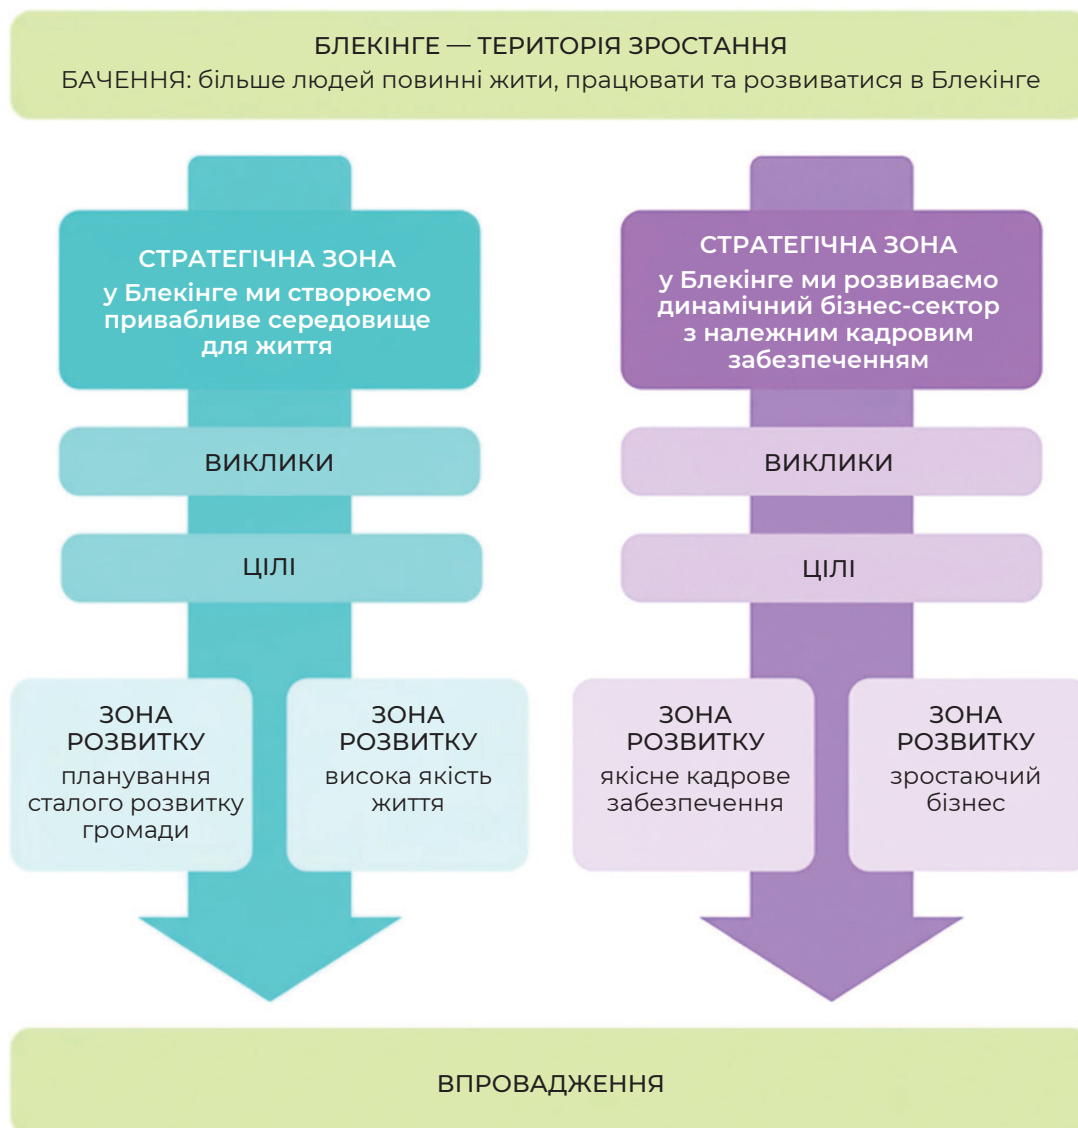 БЛЕКІНГЕ — ТЕРИТОРІЯ ЗРОСТАННЯ
БАЧЕННЯ: більше людей повинні жити, працювати та розвиватися в Блекінге
СТРАТЕГІЧНА ЗОНА
у Блекінге ми створюємо
привабливе середовище
для життя
ВИКЛИКИ
ЦІЛІ
ЗОНА
РОЗВИТКУ
планування
сталого розвитку
громади
ЗОНА
РОЗВИТКУ
висока якість
життя
СТРАТЕГІЧНА ЗОНА
у Блекінге ми розвиваємо
динамічний бізнес-сектор
з належним кадровим
забезпеченням
ВИКЛИКИ
ЦІЛІ
ЗОНА
РОЗВИТКУ
якісне кадрове
забезпечення
ЗОНА
РОЗВИТКУ
зростаючий
бізнес
ВПРОВАДЖЕННЯ